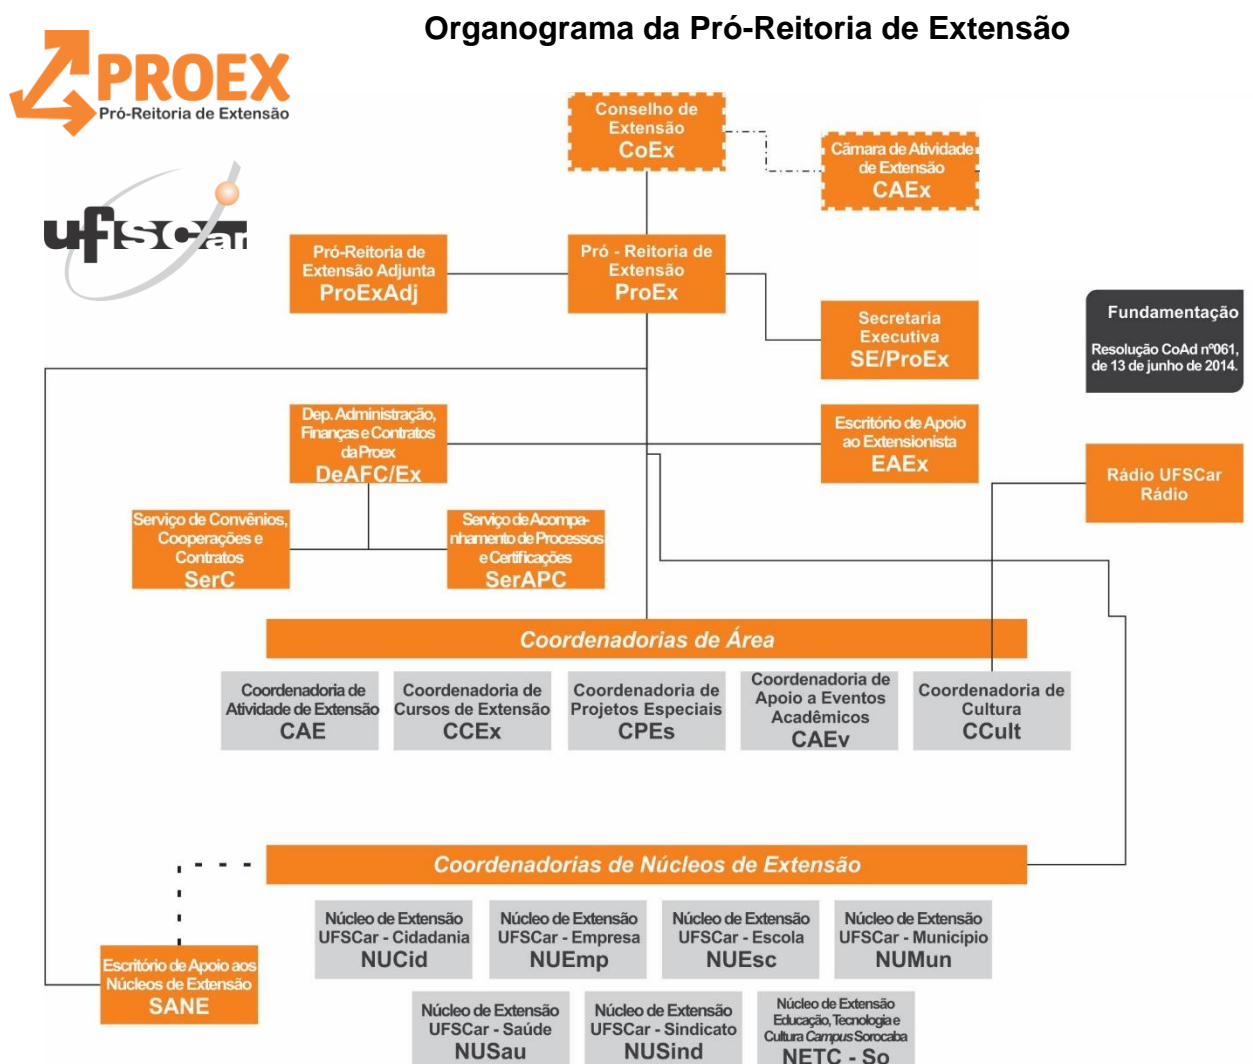 Organograma da Pró-Reitoria de Extensão
PROEX
Pró-Reitoria de Extensão
ufscar
Conselho de
Extensão
CoEx
Câmara de Atividade
de Extensão
CAEx
Pró-Reitoria de
Extensão Adjunta
ProExAdj
Pró - Reitoria de
Extensão
ProEx
Secretaria
Executiva
SE/ProEx
Fundamentação
Resolução CoAd nº061,
de 13 de junho de 2014.
Dep. Administração,
Finanças e Contratos
da Proex
DeAFC/Ex
Escritório de Apoio
ao Extensionista
EAEx
Rádio UFSCar
Rádio
Serviço de Convênios,
Cooperações e
Contratos
SerC
Serviço de Acompa-
nhamento de Processos
e Certificações
SerAPC
Coordenadorias de Área
Coordenadoria de
Atividade de Extensão
CAE
Coordenadoria de
Cursos de Extensão
CCEx
Coordenadoria de
Projetos Especiais
CPEs
Coordenadoria de
Apoio a Eventos
Acadêmicos
CAEv
Coordenadoria de
Cultura
CCult
Coordenadorias de Núcleos de Extensão
Núcleo de Extensão
UFSCar - Cidadania
NUCid
Núcleo de Extensão
UFSCar - Empresa
NUEmp
Núcleo de Extensão
UFSCar - Escola
NUEsc
Núcleo de Extensão
UFSCar - Município
NUMun
Escritório de Apoio aos
Núcleos de Extensão
SANE
Núcleo de Extensão
UFSCar - Saúde
NUSau
Núcleo de Extensão
UFSCar - Sindicato
NUSind
Núcleo de Extensão
Educação, Tecnologia e
Cultura Campus Sorocaba
NETC - So